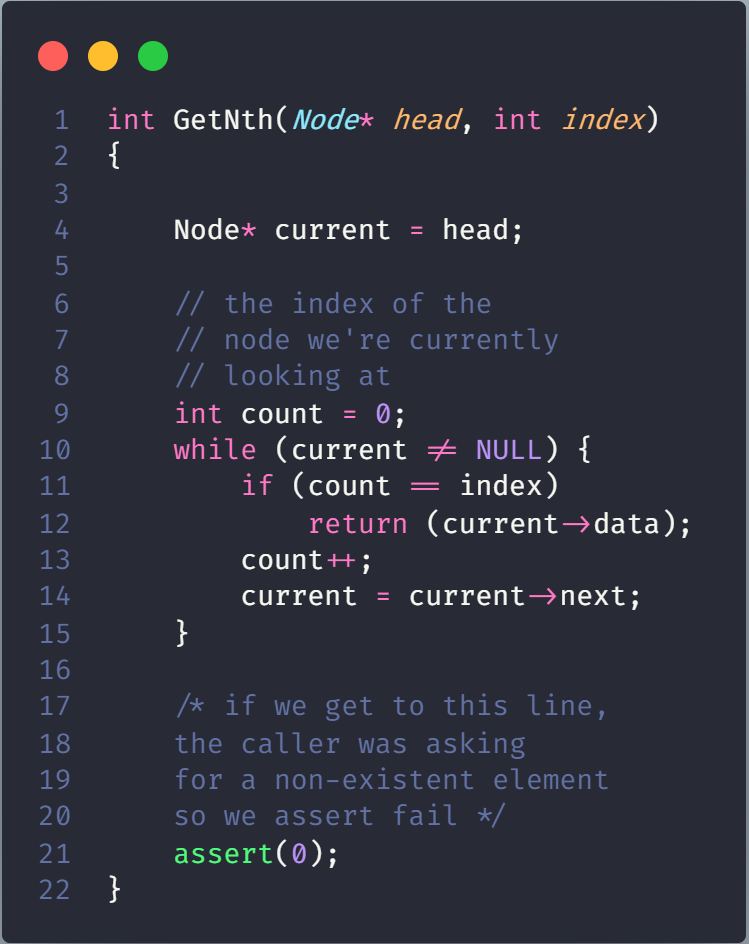 1 int GetNth(Node* head, int index)
2 {
3
4     Node* current = head;
5
6     // the index of the
7     // node we're currently
8     // looking at
9     int count = 0;
10     while (current != NULL) {
11         if (count == index)
12             return (current->data);
13         count++;
14         current = current->next;
15     }
16
17     /* if we get to this line,
18     the caller was asking
19     for a non-existent element
20     so we assert fail */
21     assert(0);
22 }